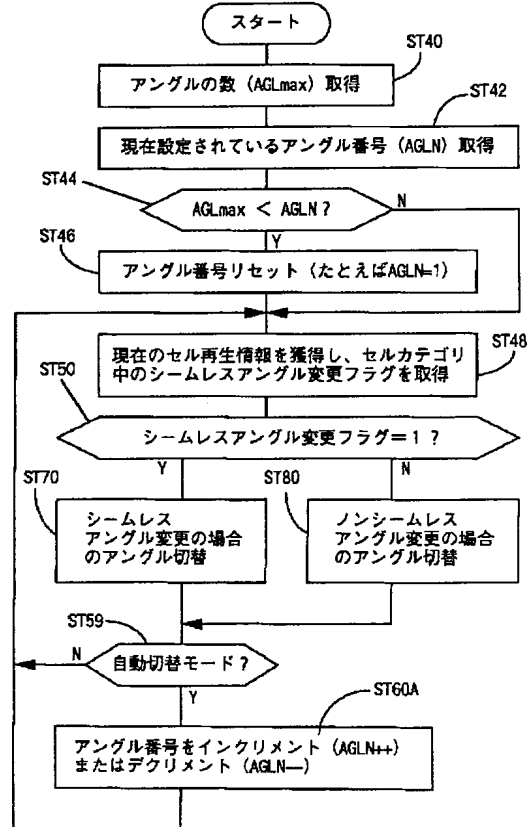 スタート
ST40
アングルの数（AGLmax）取得
ST42
現在設定されているアングル番号（AGLN）取得
ST44
AGLmax ＜ AGLN？
N
Y
ST46
アングル番号リセット（たとえばAGLN=1）
現在のセル再生情報を獲得し、セルカテゴリ
中のシームレスアングル変更フラグを取得
ST48
ST50
シームレスアングル変更フラグ＝１？
Y
N
ST70
シームレス
アングル変更の場合
のアングル切替
ST80
ノンシームレス
アングル変更の場合
のアングル切替
ST59
N
自動切替モード？
Y
ST60A
アングル番号をインクリメント（AGLN++）
またはデクリメント（AGLN--）